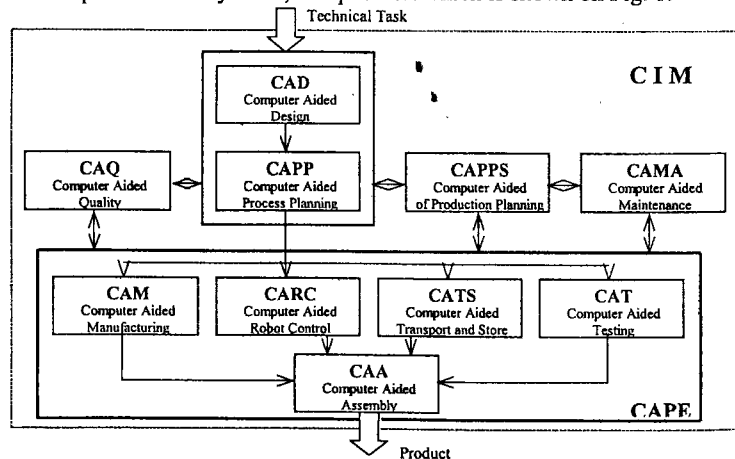 Technical Task
CIM
CAD
Computer Aided
Design
CAQ
Computer Aided
Quality
CAPP
Computer Aided
Process Planning
CAPPS
Computer Aided
of Production Planning
CAMA
Computer Aided
Maintenance
CAM
Computer Aided
Manufacturing
CARC
Computer Aided
Robot Control
CATS
Computer Aided
Transport and Store
CAT
Computer Aided
Testing
CAA
Computer Aided
Assembly
CAPE
Product